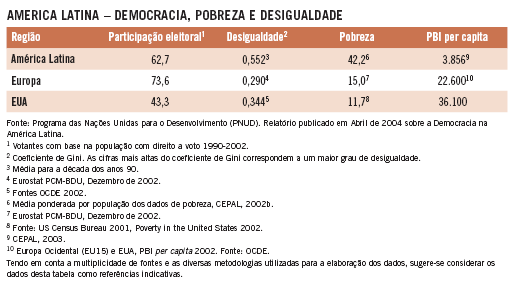 AMERICA LATINA – DEMOCRACIA, POBREZA E DESIGUALDADE
Região Participação eleitoral¹ Desigualdade² Pobreza PBI per capita
América Latina 62,7 0,552³ 42,2⁶ 3.856⁹
Europa 73,6 0,290⁴ 15,0⁷ 22.600¹⁰
EUA 43,3 0,344⁵ 11,7⁸ 36.100
Fonte: Programa das Nações Unidas para o Desenvolvimento (PNUD). Relatório publicado em Abril de 2004 sobre a Democracia na
América Latina.
¹ Votantes com base na população com direito a voto 1990-2002.
² Coeficiente de Gini. As cifras mais altas do coeficiente de Gini correspondem a um maior grau de desigualdade.
³ Média para a década dos anos 90.
⁴ Eurostat PCM-BDU, Dezembro de 2002.
⁵ Fontes OCDE 2002.
⁶ Média ponderada por população dos dados de pobreza, CEPAL, 2002b.
⁷ Eurostat PCM-BDU, Dezembro de 2002.
⁸ Fonte: US Census Bureau 2001, Poverty in the United States 2002.
⁹ CEPAL, 2003.
¹⁰ Europa Ocidental (EU15) e EUA, PBI per capita 2002. Fonte: OCDE.
Tendo em conta a multiplicidade de fontes e as diversas metodologias utilizadas para a elaboração dos dados, sugere-se considerar os
dados desta tabela como referências indicativas.